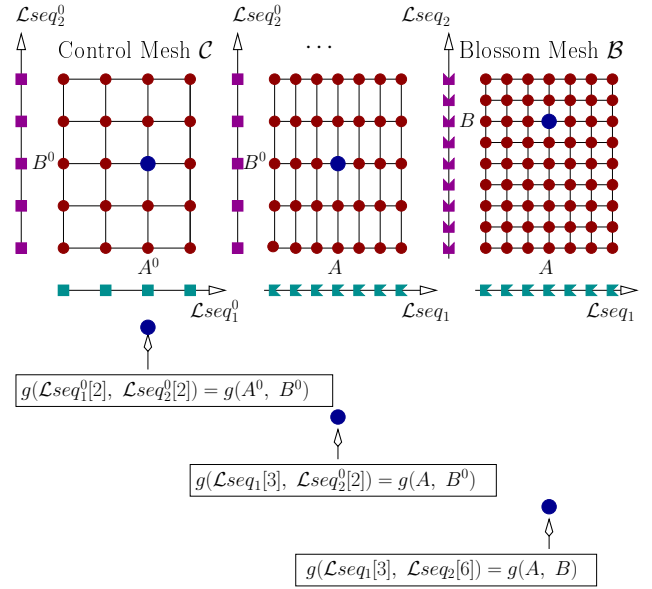 𝓛seq₂⁰ 𝓛seq₂⁰ 𝓛seq₂
Control Mesh 𝓒 ··· Blossom Mesh 𝓑
B
B⁰ B⁰
A⁰ A A
𝓛seq₁⁰ 𝓛seq₁ 𝓛seq₁
g(𝓛seq₁⁰[2], 𝓛seq₂⁰[2]) = g(A⁰, B⁰)
g(𝓛seq₁[3], 𝓛seq₂⁰[2]) = g(A, B⁰)
g(𝓛seq₁[3], 𝓛seq₂[6]) = g(A, B)